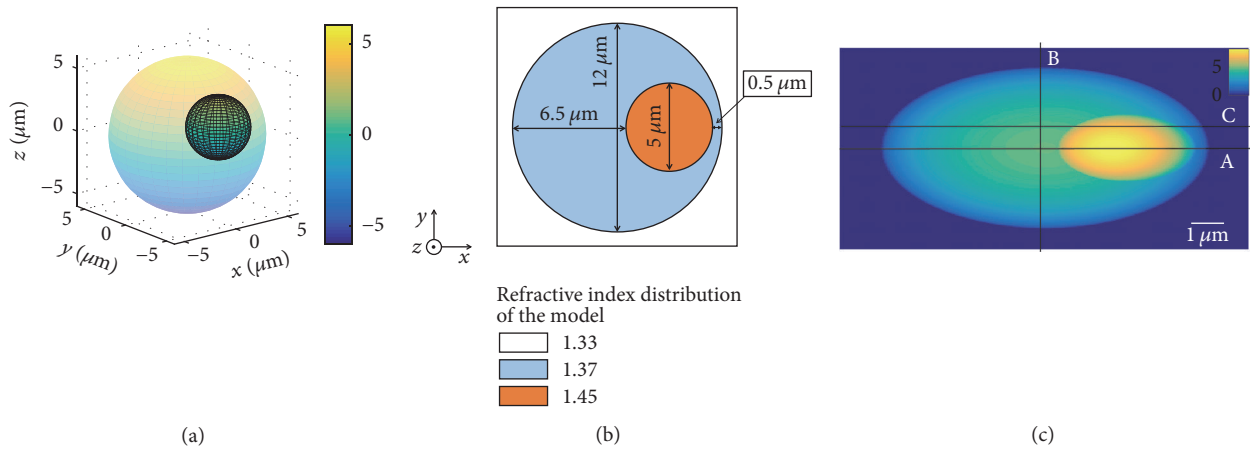 5
0
−5
z (μm)
5
0
−5
y (μm)
−5
0
5
x (μm)
5
0
−5
(a)
y
z
x
12 μm
6.5 μm
5 μm
0.5 μm
Refractive index distribution
of the model
1.33
1.37
1.45
(b)
B
5
0
C
A
1 μm
(c)